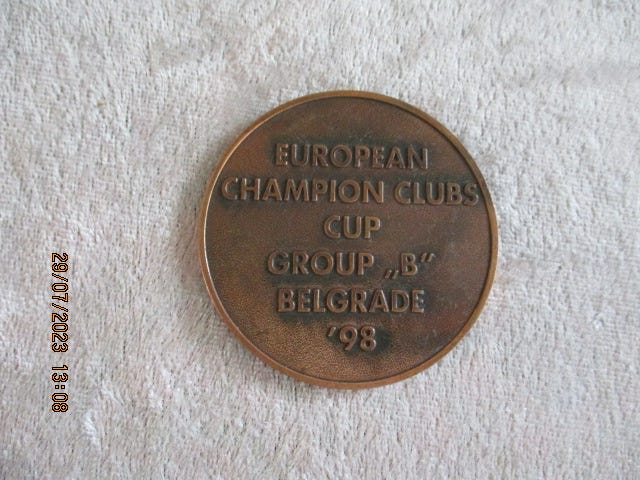 EUROPEAN
CHAMPION CLUBS
CUP
GROUP „B"
BELGRADE
'98
29/07/2023 13:08